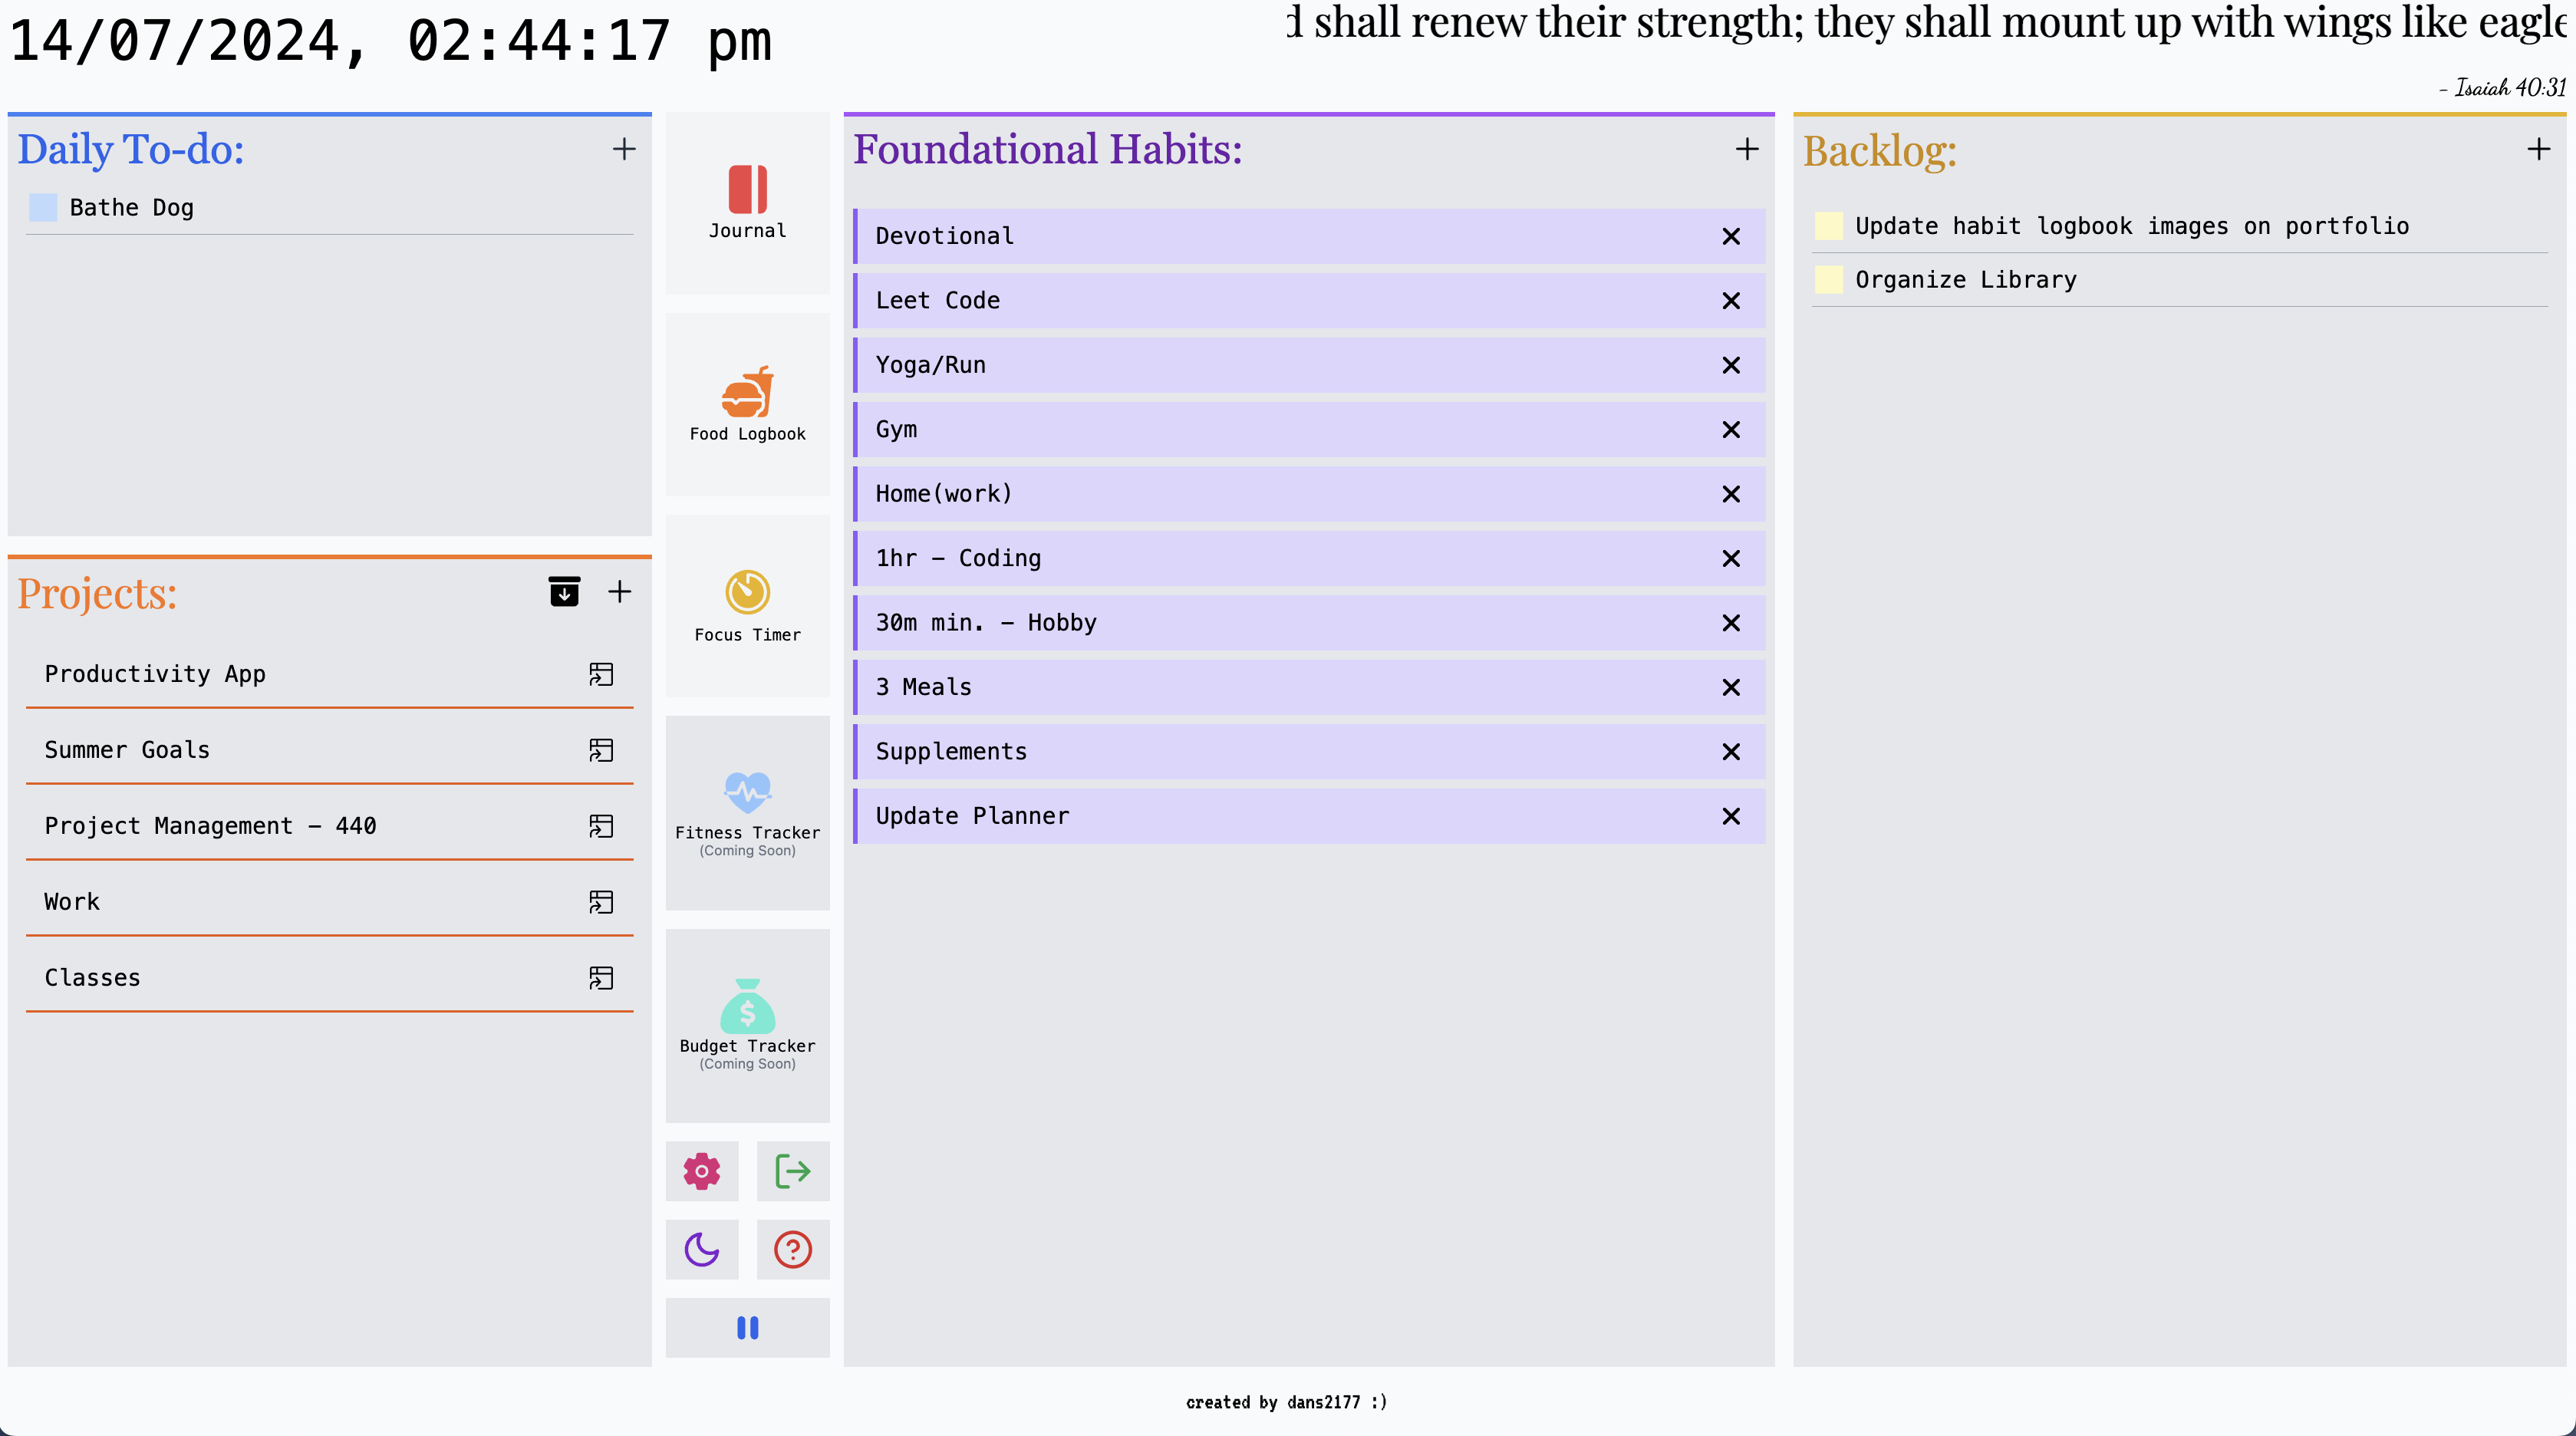 14/07/2024, 02:44:17 pm
shall renew their strength; they shall mount up with wings like
- Isaiah 40:31
Daily To-do:
Bathe Dog
Projects:
Productivity App
Summer Goals
Project Management – 440
Work
Classes
Journal
Food Logbook
Focus Timer
Fitness Tracker
(Coming Soon)
Budget Tracker
(Coming Soon)
Foundational Habits:
Devotional
Leet Code
Yoga/Run
Gym
Home(work)
1hr – Coding
30m min. – Hobby
3 Meals
Supplements
Update Planner
Backlog:
Update habit logbook images on portfolio
Organize Library
created by dans2177 :)